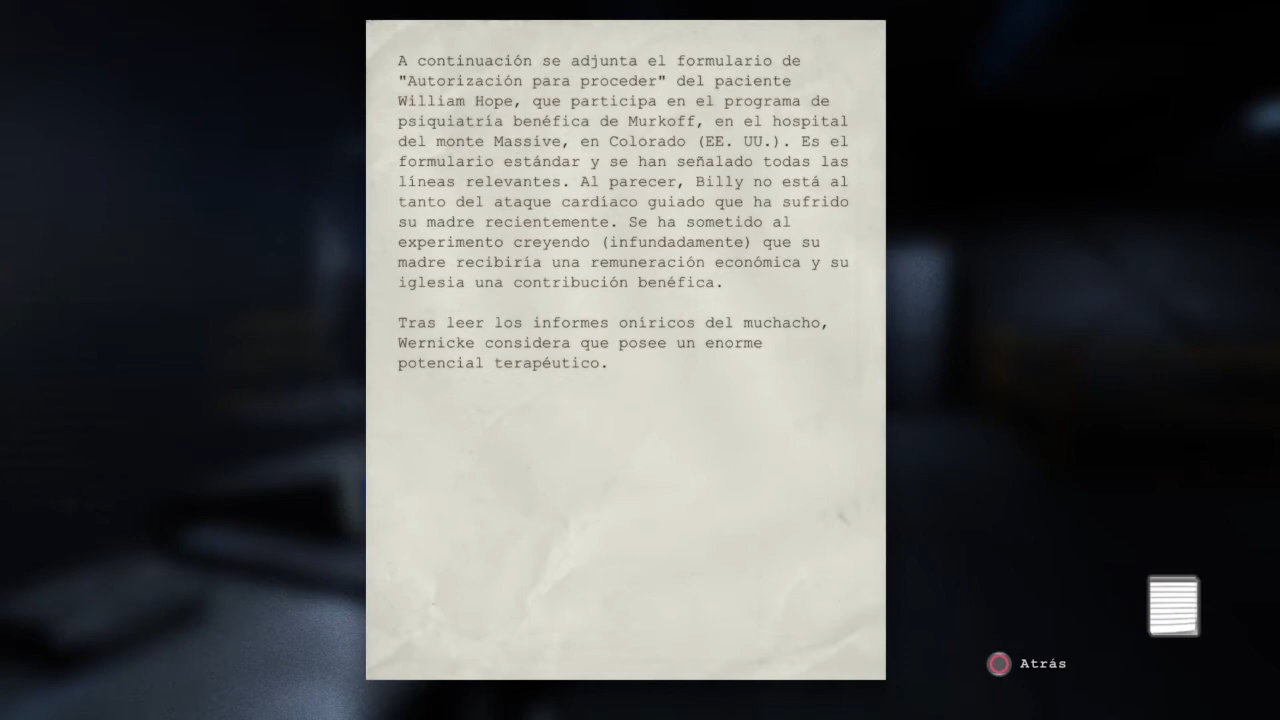 A continuación se adjunta el formulario de
"Autorización para proceder" del paciente
William Hope, que participa en el programa de
psiquiatría benéfica de Murkoff, en el hospital
del monte Massive, en Colorado (EE. UU.). Es el
formulario estándar y se han señalado todas las
líneas relevantes. Al parecer, Billy no está al
tanto del ataque cardíaco guiado que ha sufrido
su madre recientemente. Se ha sometido al
experimento creyendo (infundadamente) que su
madre recibiría una remuneración económica y su
iglesia una contribución benéfica.
Tras leer los informes oníricos del muchacho,
Wernicke considera que posee un enorme
potencial terapéutico.
Atrás